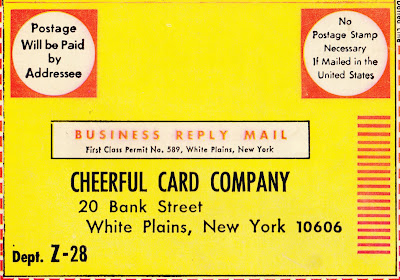 Postage
Will be Paid
by
Addressee
No
Postage Stamp
Necessary
If Mailed in the
United States
BUSINESS REPLY MAIL
First Class Permit No. 589, White Plains, New York
CHEERFUL CARD COMPANY
20 Bank Street
White Plains, New York 10606
Dept. Z-28